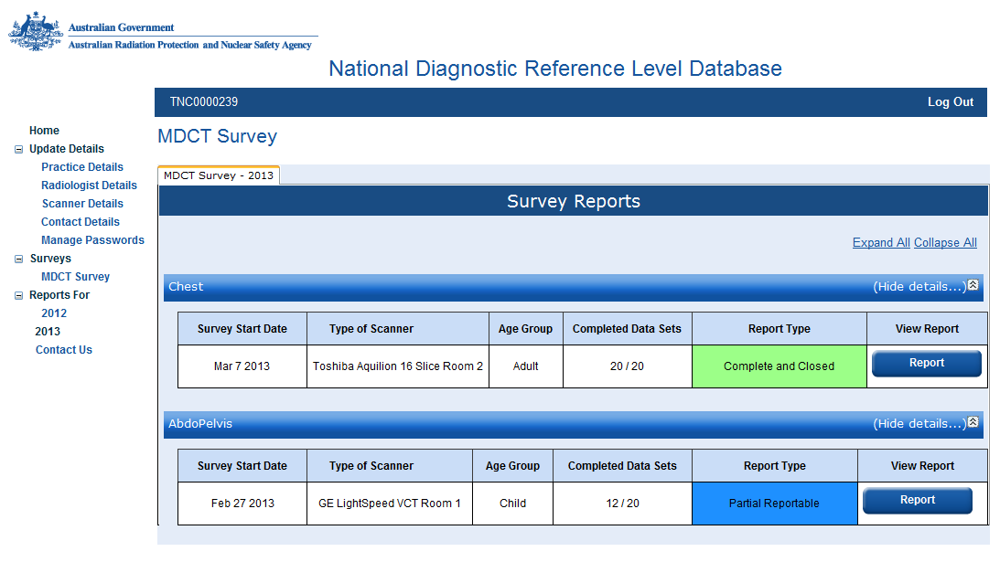 Australian Government
Australian Radiation Protection and Nuclear Safety Agency
National Diagnostic Reference Level Database
TNC0000239 Log Out
Home
Update Details
Practice Details
Radiologist Details
Scanner Details
Contact Details
Manage Passwords
Surveys
MDCT Survey
Reports For
2012
2013
Contact Us
MDCT Survey
MDCT Survey - 2013
Survey Reports
Expand All Collapse All
Chest (Hide details...)
Survey Start Date Type of Scanner Age Group Completed Data Sets Report Type View Report
Mar 7 2013 Toshiba Aquilion 16 Slice Room 2 Adult 20 / 20 Complete and Closed Report
AbdoPelvis (Hide details...)
Survey Start Date Type of Scanner Age Group Completed Data Sets Report Type View Report
Feb 27 2013 GE LightSpeed VCT Room 1 Child 12 / 20 Partial Reportable Report